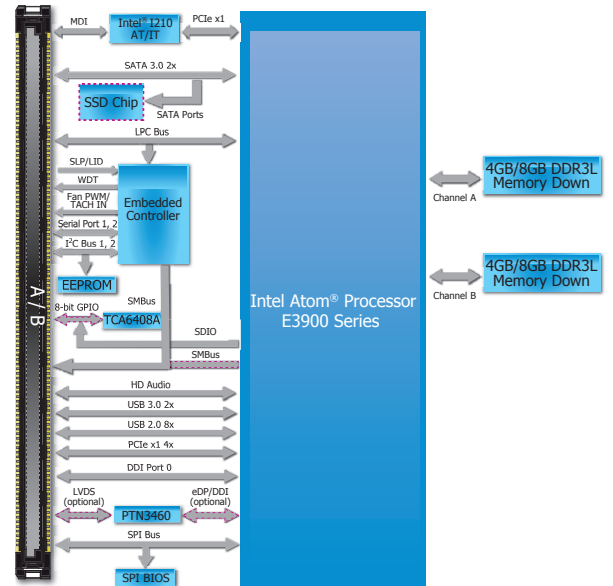 MDI
Intel® I210
AT/IT
PCIe x1
SATA 3.0 2x
SSD Chip
SATA Ports
LPC Bus
SLP/LID
WDT
Fan PWM/
TACH IN
Serial Port 1, 2
I²C Bus 1, 2
Embedded
Controller
EEPROM
A / B
8-bit GPIO
SMBus
TCA6408A
SDIO
SMBus
HD Audio
USB 3.0 2x
USB 2.0 8x
PCIe x1 4x
DDI Port 0
LVDS
(optional)
PTN3460
eDP/DDI
(optional)
SPI Bus
SPI BIOS
Intel Atom® Processor
E3900 Series
Channel A
4GB/8GB DDR3L
Memory Down
Channel B
4GB/8GB DDR3L
Memory Down